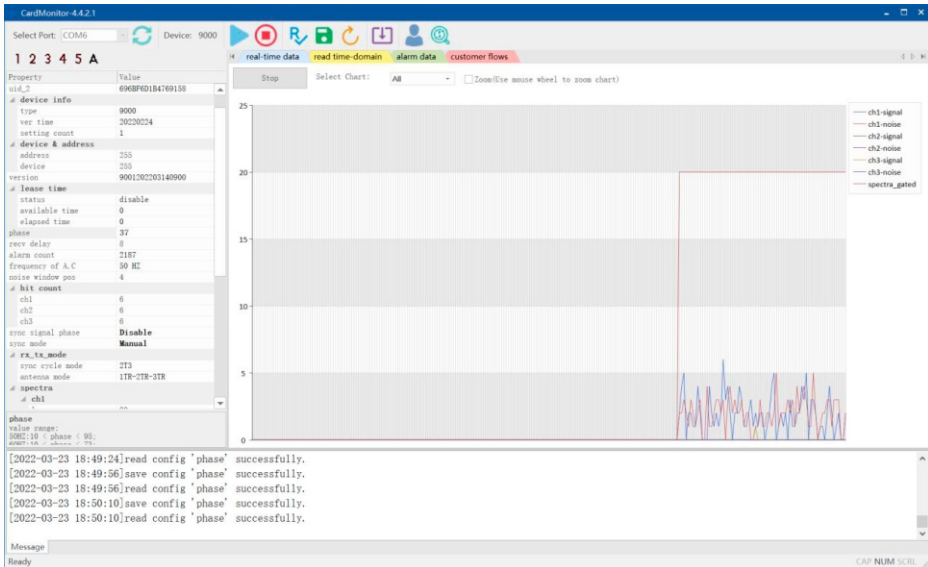 CardMonitor-4.4.2.1
Select Port: COM6 Device: 9000
1 2 3 4 5 A
real-time data read time-domain alarm data customer flows
Property Value
uid_2 696BF6D1B4769158
device info
type 9000
ver time 20220224
setting count 1
device & address
address 255
device 255
version 9001202203140900
lease time
status disable
available time 0
elapsed time 0
phase 37
recv delay 8
alarm count 2187
frequency of A.C 50 HZ
noise window pos 4
hit count
ch1 6
ch2 6
ch3 6
sync signal phase Disable
sync mode Manual
rx_tx_mode
sync cycle mode 2T3
antenna mode 1TR-2TR-3TR
spectra
ch1
phase
value range:
50HZ:10 < phase < 95;
Stop Select Chart: All Zoom(Use mouse wheel to zoom chart)
25
20
15
10
5
0
ch1-signal
ch1-noise
ch2-signal
ch2-noise
ch3-signal
ch3-noise
spectra_gated
[2022-03-23 18:49:24]read config 'phase' successfully.
[2022-03-23 18:49:56]save config 'phase' successfully.
[2022-03-23 18:49:56]read config 'phase' successfully.
[2022-03-23 18:50:10]save config 'phase' successfully.
[2022-03-23 18:50:10]read config 'phase' successfully.
Message
Ready CAP NUM SCRL